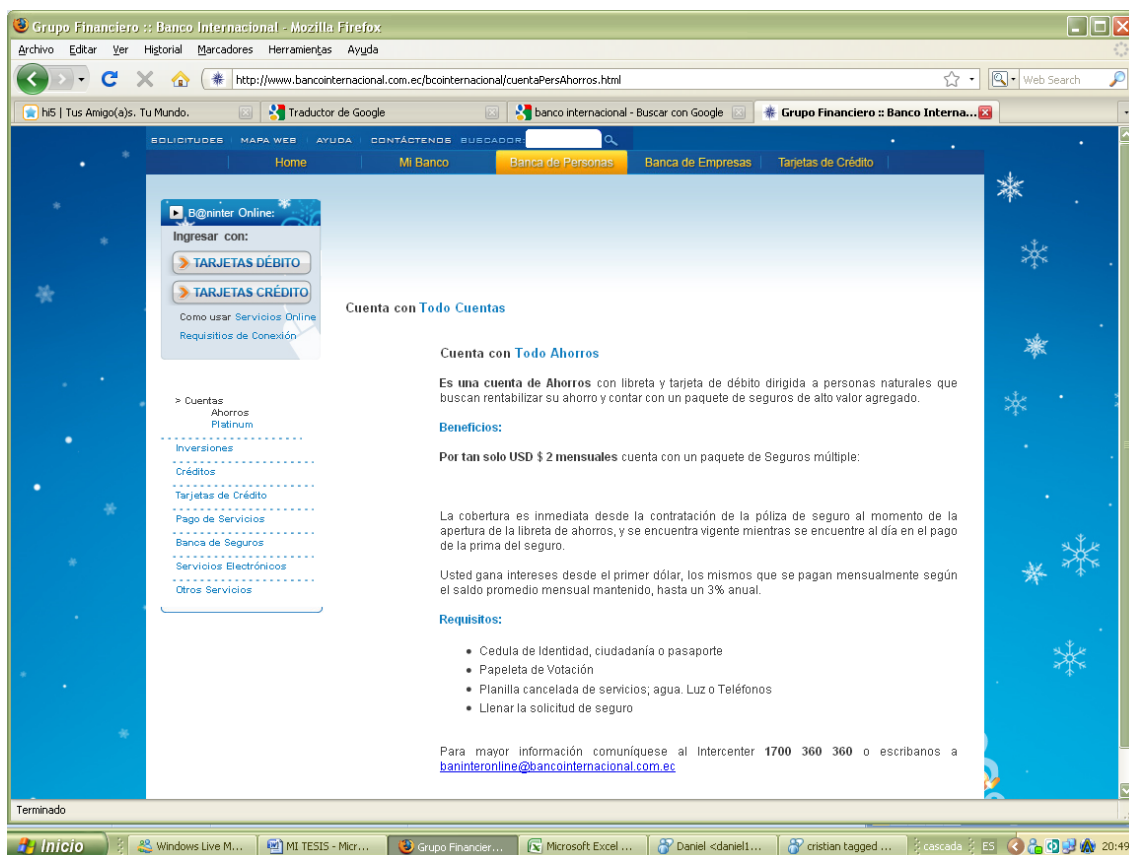 Grupo Financiero :: Banco Internacional - Mozilla Firefox
Archivo Editar Ver Historial Marcadores Herramientas Ayuda
http://www.bancointernacional.com.ec/bcointernacional/cuentaPersAhorros.html
Web Search
hi5 | Tus Amigo(a)s. Tu Mundo.
Traductor de Google
banco internacional - Buscar con Google
Grupo Financiero :: Banco Interna...
SOLICITUDES MAPA WEB AYUDA CONTÁCTENOS BUSCADOR:
Home Mi Banco Banca de Personas Banca de Empresas Tarjetas de Crédito
B@ninter Online:
Ingresar con:
TARJETAS DÉBITO
TARJETAS CRÉDITO
Como usar Servicios Online
Requisitios de Conexión
> Cuentas
Ahorros
Platinum
Inversiones
Créditos
Tarjetas de Crédito
Pago de Servicios
Banca de Seguros
Servicios Electrónicos
Otros Servicios
Cuenta con Todo Cuentas
Cuenta con Todo Ahorros
Es una cuenta de Ahorros con libreta y tarjeta de débito dirigida a personas naturales que
buscan rentabilizar su ahorro y contar con un paquete de seguros de alto valor agregado.
Beneficios:
Por tan solo USD $ 2 mensuales cuenta con un paquete de Seguros múltiple:
La cobertura es inmediata desde la contratación de la póliza de seguro al momento de la
apertura de la libreta de ahorros, y se encuentra vigente mientras se encuentre al día en el pago
de la prima del seguro.
Usted gana intereses desde el primer dólar, los mismos que se pagan mensualmente según
el saldo promedio mensual mantenido, hasta un 3% anual.
Requisitos:
Cedula de Identidad, ciudadanía o pasaporte
Papeleta de Votación
Planilla cancelada de servicios; agua. Luz o Teléfonos
Llenar la solicitud de seguro
Para mayor información comuníquese al Intercenter 1700 360 360 o escribanos a
baninteronline@bancointernacional.com.ec
Terminado
Inicio
Windows Live M...
MI TESIS - Micr...
Grupo Financier...
Microsoft Excel ...
Daniel <daniel1...
cristian tagged ...
cascada
ES
20:49